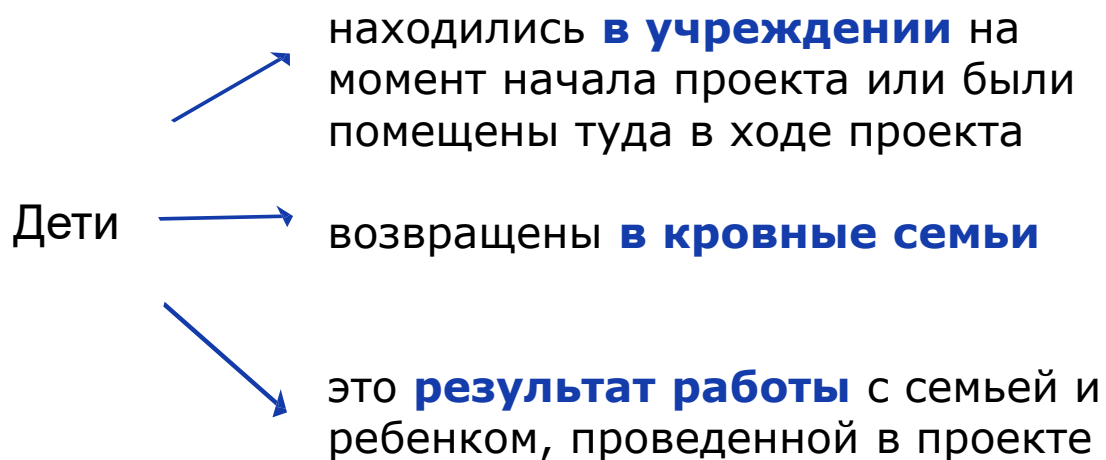 находились в учреждении на
момент начала проекта или были
помещены туда в ходе проекта
Дети
возвращены в кровные семьи
это результат работы с семьей и
ребенком, проведенной в проекте